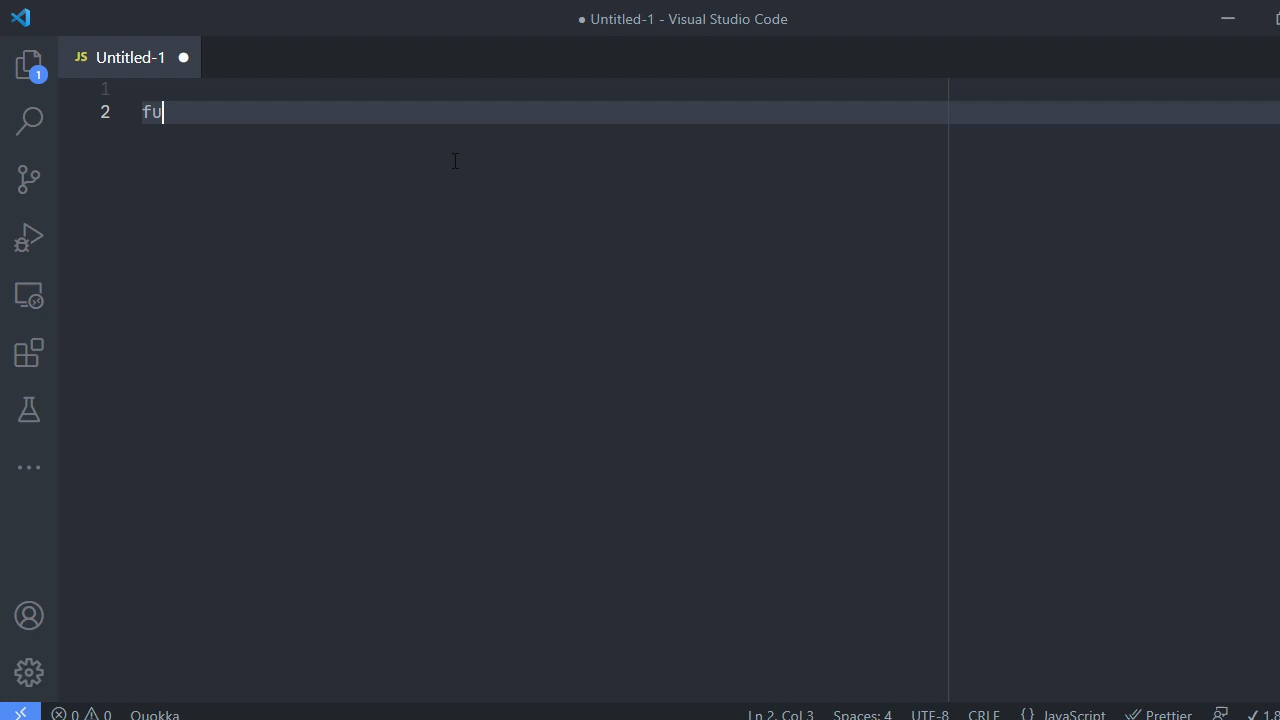 ● Untitled-1 - Visual Studio Code
JS Untitled-1 ●
1
1
2 fu
0 0 Quokka Ln 2, Col 3 Spaces: 4 UTF-8 CRLF {} JavaScript Prettier